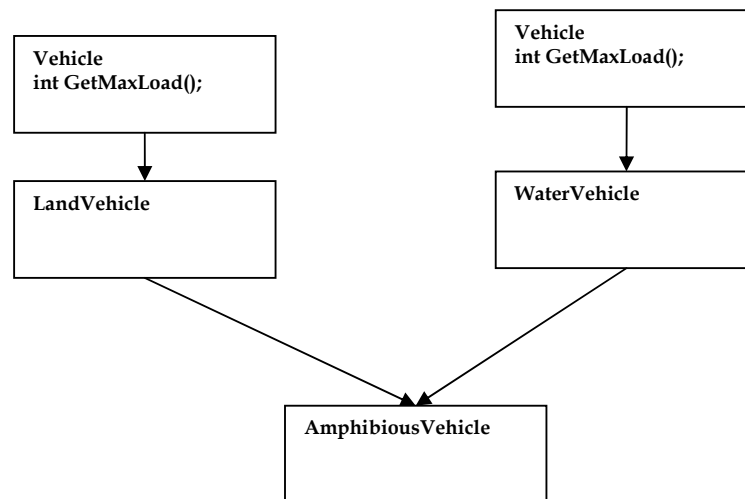 Vehicle
int GetMaxLoad();
Vehicle
int GetMaxLoad();
LandVehicle
WaterVehicle
AmphibiousVehicle